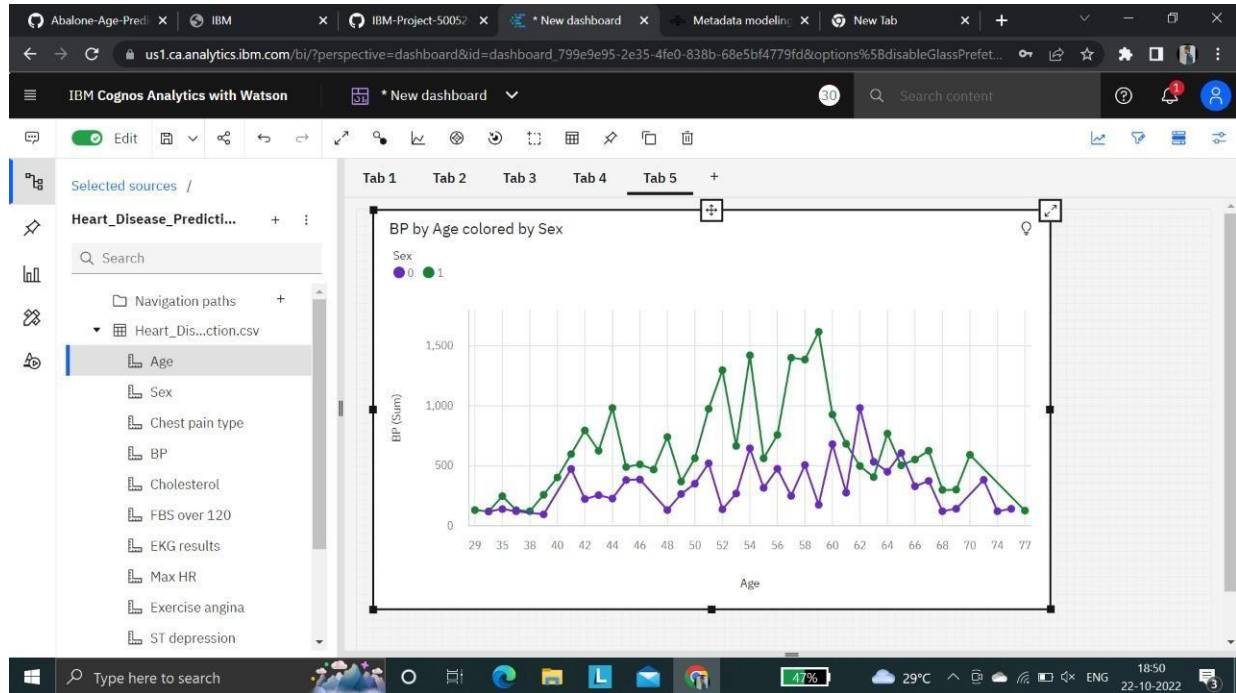 Abalone-Age-Predi
IBM
IBM-Project-50052
* New dashboard
Metadata modeling
New Tab
us1.ca.analytics.ibm.com/bi/?perspective=dashboard&id=dashboard_799e9e95-2e35-4fe0-838b-68e5bf4779fd&options%5BdisableGlassPrefet...
IBM Cognos Analytics with Watson
* New dashboard
30
Search content
Edit
Selected sources /
Tab 1
Tab 2
Tab 3
Tab 4
Tab 5
+
Heart_Disease_Predicti...
Search
Navigation paths
Heart_Dis...ction.csv
Age
Sex
Chest pain type
BP
Cholesterol
FBS over 120
EKG results
Max HR
Exercise angina
ST depression
BP by Age colored by Sex
Sex
0 1
1,500
1,000
500
0
BP (Sum)
29 35 38 40 42 44 46 48 50 52 54 56 58 60 62 64 66 68 70 74 77
Age
Type here to search
L
47%
29°C
ENG
18:50
22-10-2022
3